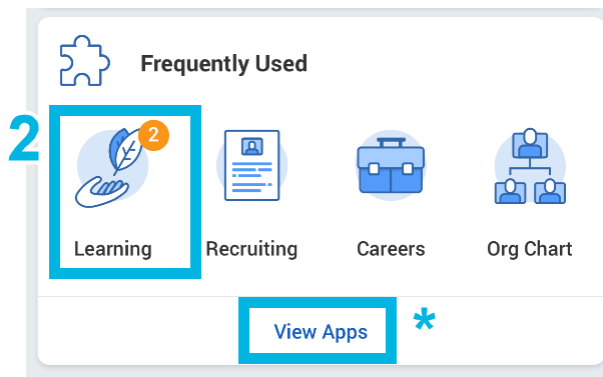 Frequently Used
2
2
Learning
Recruiting
Careers
Org Chart
View Apps
*